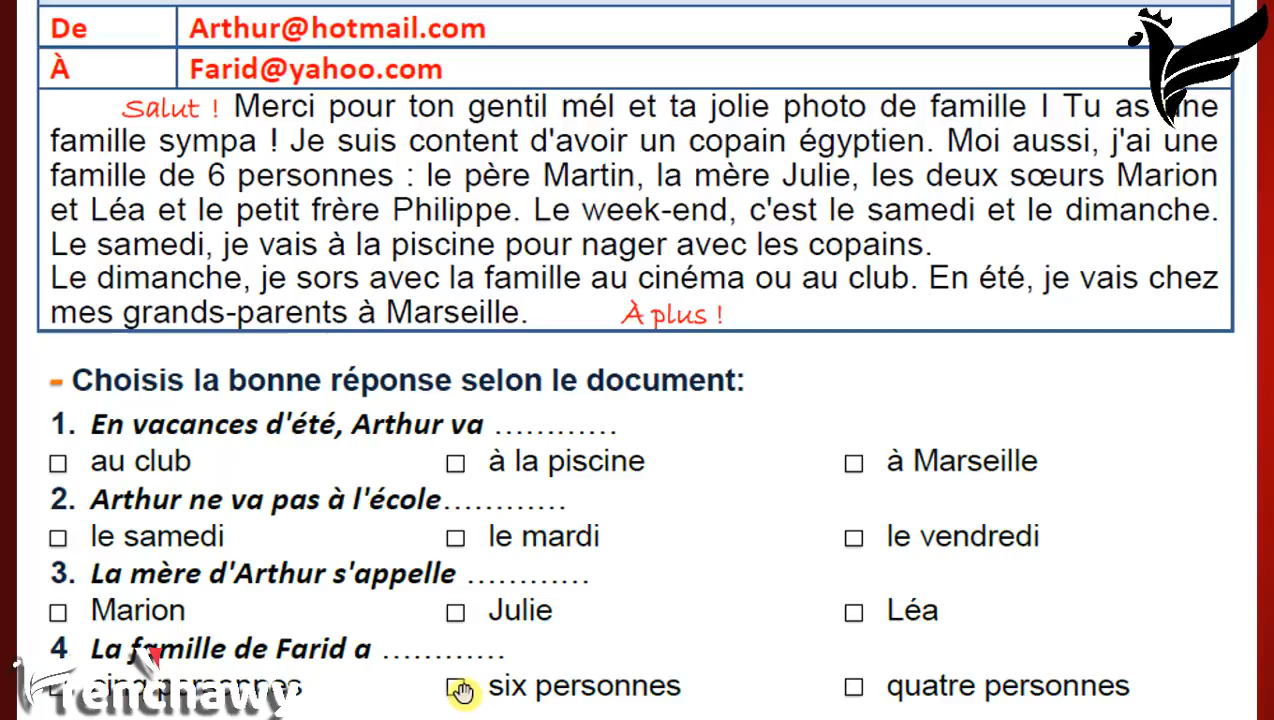 De Arthur@hotmail.com
À Farid@yahoo.com
Salut ! Merci pour ton gentil mél et ta jolie photo de famille ! Tu as une
famille sympa ! Je suis content d'avoir un copain égyptien. Moi aussi, j'ai une
famille de 6 personnes : le père Martin, la mère Julie, les deux sœurs Marion
et Léa et le petit frère Philippe. Le week-end, c'est le samedi et le dimanche.
Le samedi, je vais à la piscine pour nager avec les copains.
Le dimanche, je sors avec la famille au cinéma ou au club. En été, je vais chez
mes grands-parents à Marseille. À plus !
- Choisis la bonne réponse selon le document:
1. En vacances d'été, Arthur va …………
☐ au club ☐ à la piscine ☐ à Marseille
2. Arthur ne va pas à l'école…………
☐ le samedi ☐ le mardi ☐ le vendredi
3. La mère d'Arthur s'appelle …………
☐ Marion ☐ Julie ☐ Léa
4. La famille de Farid a …………
☐ cinq personnes ☐ six personnes ☐ quatre personnes
Frenchawy